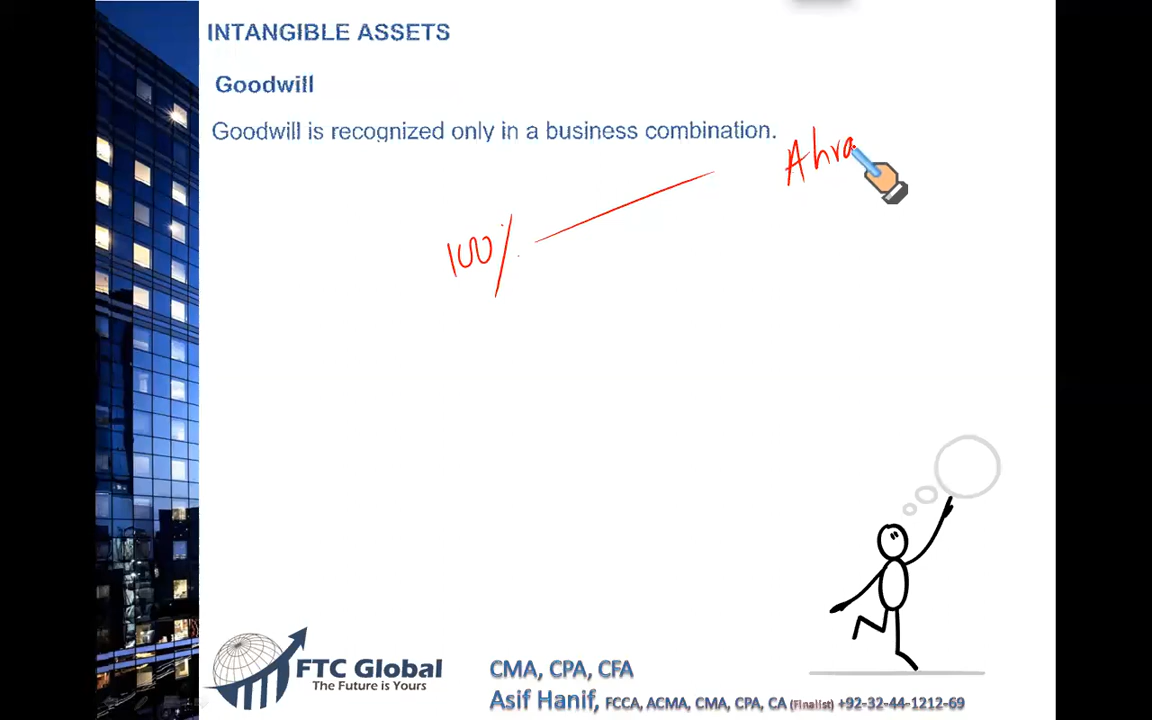 INTANGIBLE ASSETS
Goodwill
Goodwill is recognized only in a business combination.
Ahra
100%
FTC Global
The Future is Yours
CMA, CPA, CFA
Asif Hanif, FCCA, ACMA, CMA, CPA, CA (Finalist) +92-32-44-1212-69